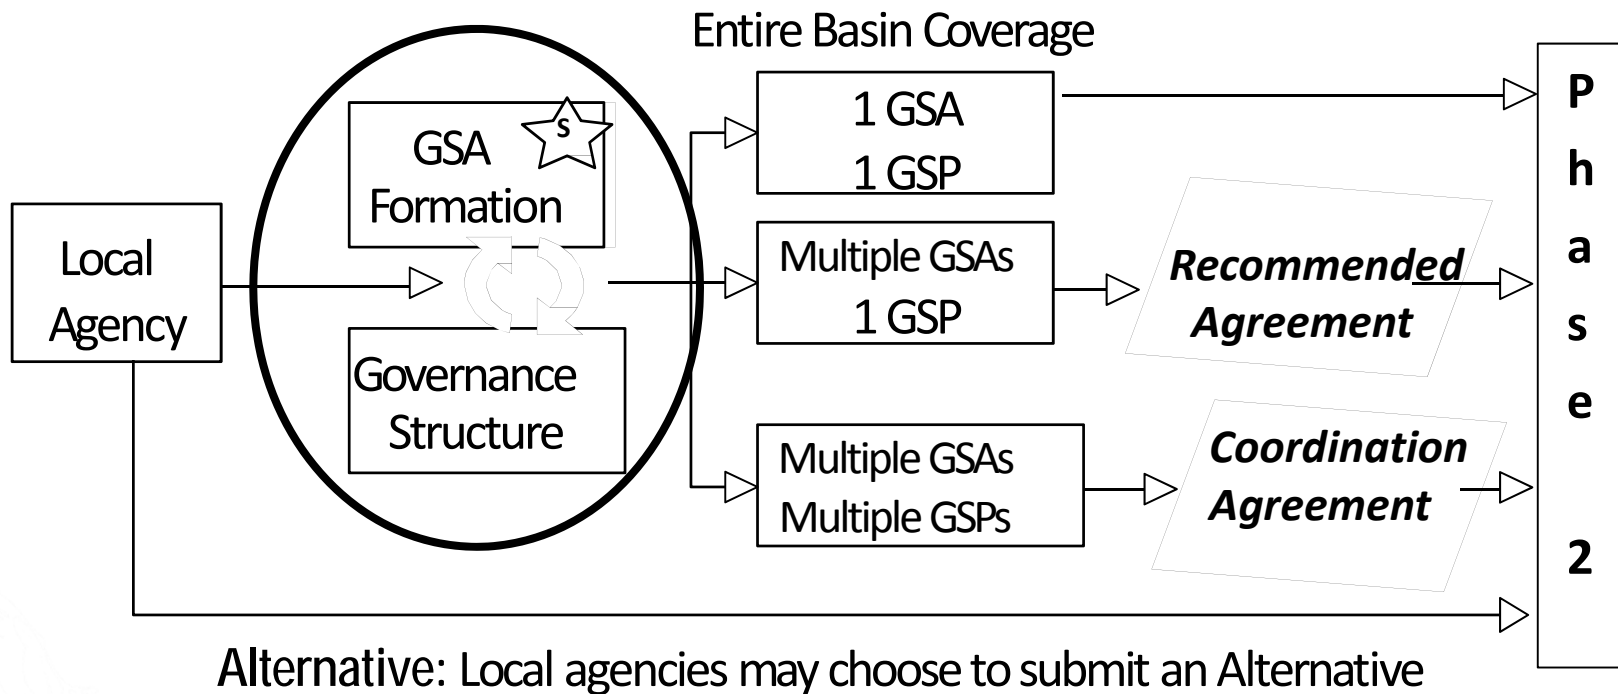 Entire Basin Coverage
S
GSA
Formation
Local
Agency
Governance
Structure
1 GSA
1 GSP
Multiple GSAs
1 GSP
Multiple GSAs
Multiple GSPs
Recommended
Agreement
Coordination
Agreement
P
h
a
s
e
2
Alternative: Local agencies may choose to submit an Alternative